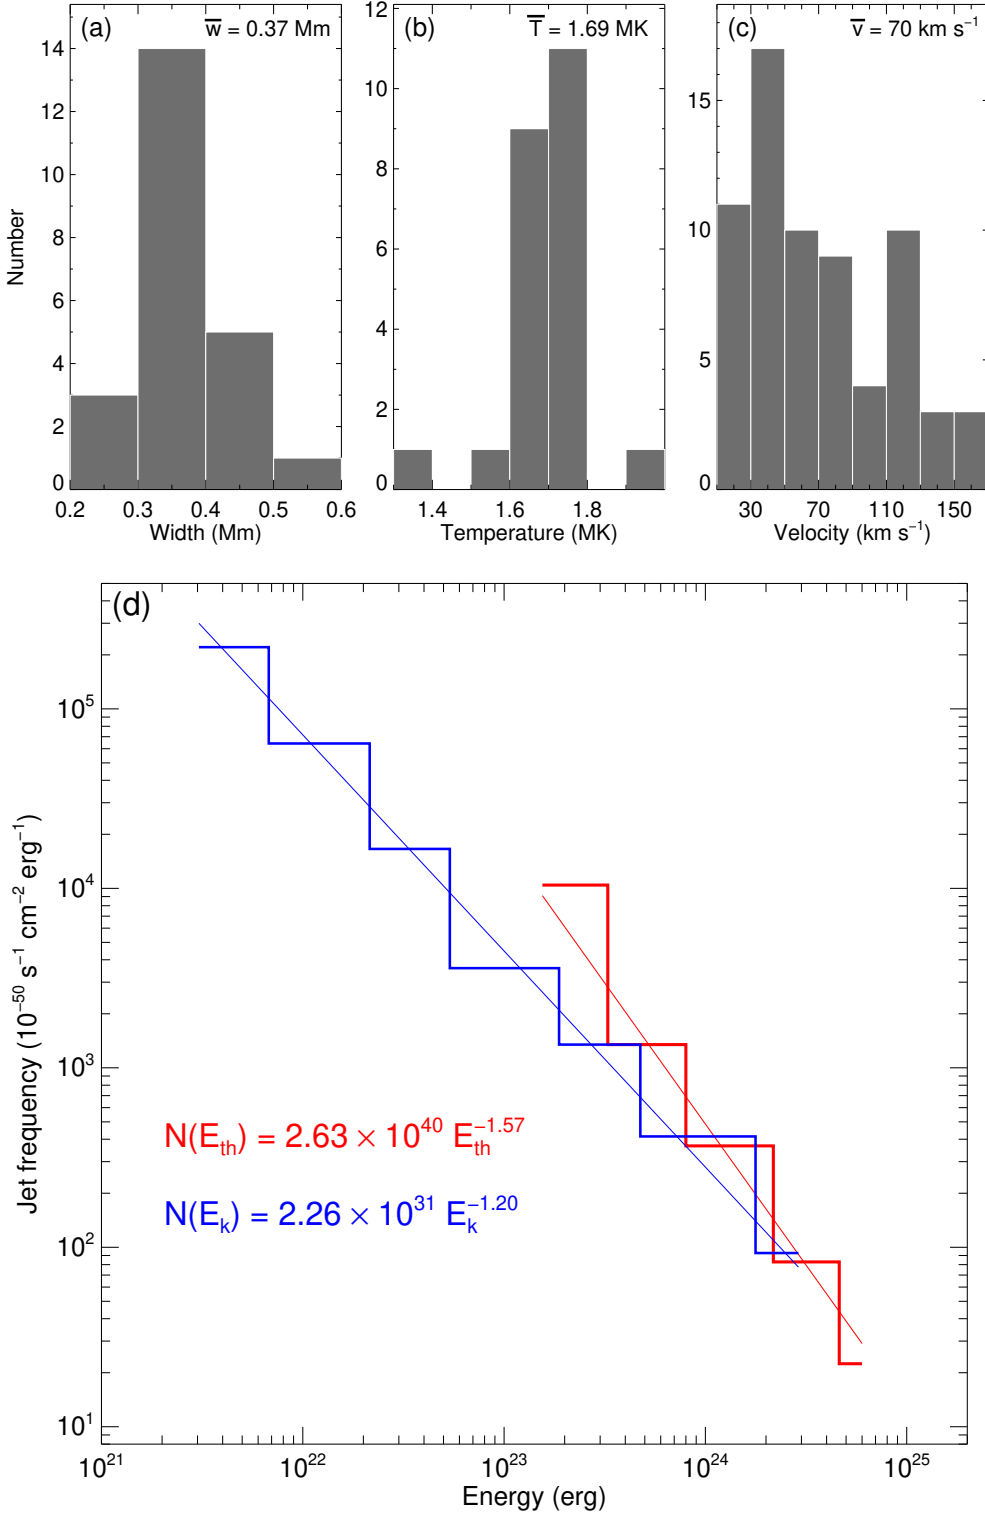 (a) w̅ = 0.37 Mm
14
12
10
8
6
4
2
0
Number
0.2 0.3 0.4 0.5 0.6
Width (Mm)
(b) T̅ = 1.69 MK
12
10
8
6
4
2
0
1.4 1.6 1.8
Temperature (MK)
(c) v̅ = 70 km s⁻¹
15
10
5
0
30 70 110 150
Velocity (km s⁻¹)
(d)
10⁵
10⁴
10³
10²
10¹
Jet frequency (10⁻⁵⁰ s⁻¹ cm⁻² erg⁻¹)
N(E_th) = 2.63 × 10⁴⁰ E_th^−1.57
N(E_k) = 2.26 × 10³¹ E_k^−1.20
10²¹ 10²² 10²³ 10²⁴ 10²⁵
Energy (erg)